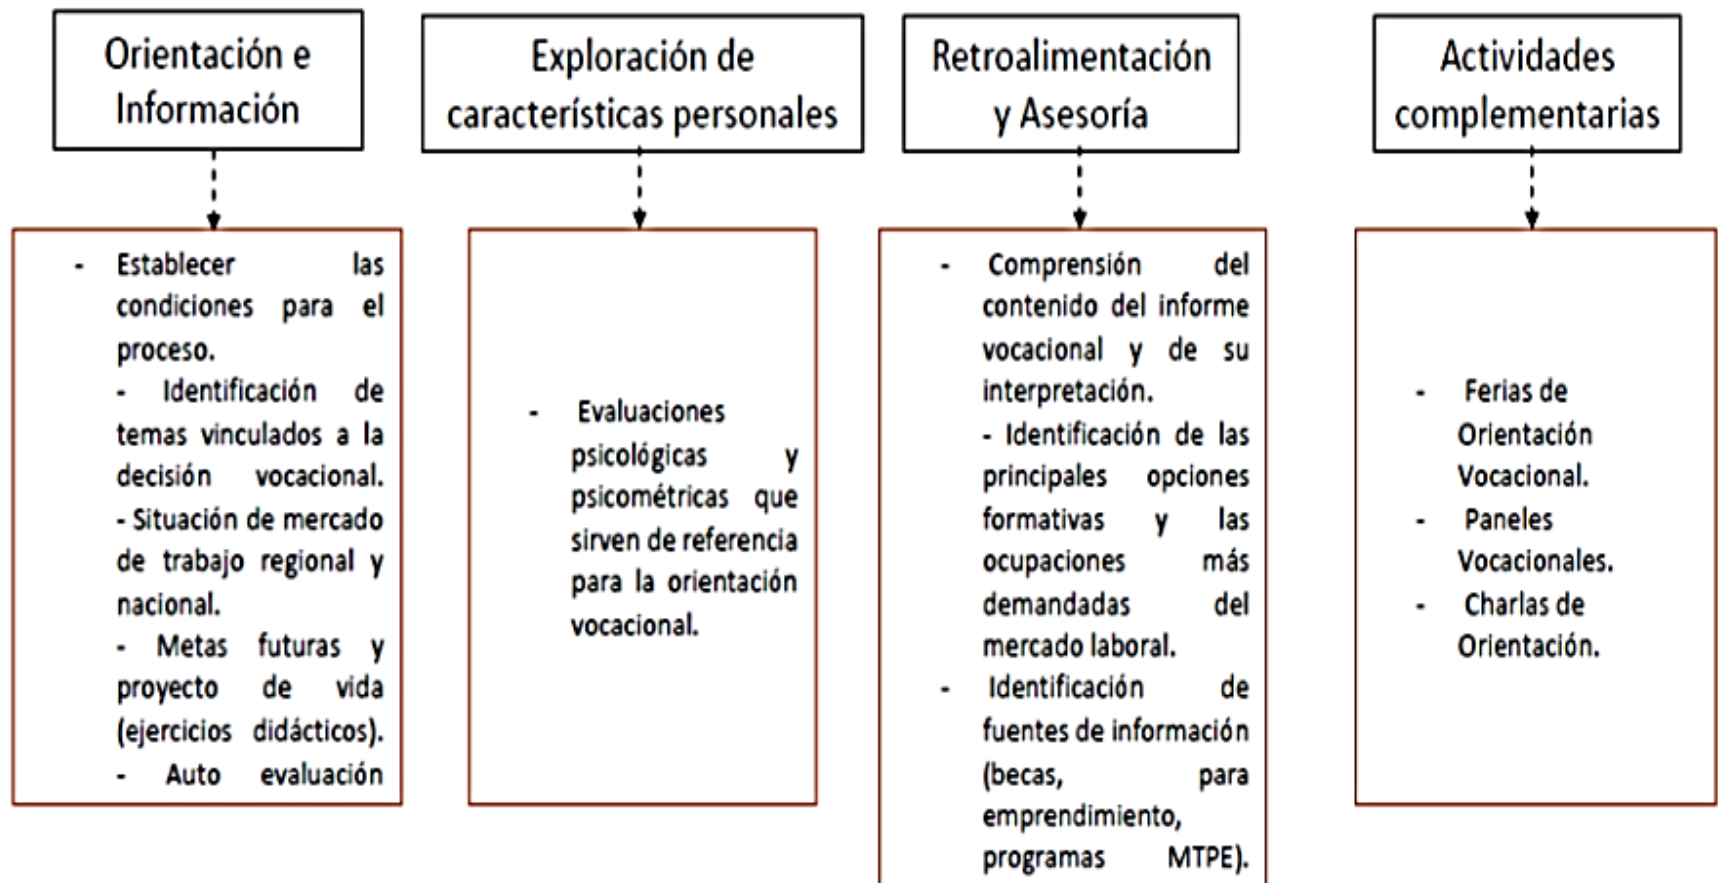 Orientación e
Información
Exploración de
características personales
Retroalimentación
y Asesoría
Actividades
complementarias
- Establecer las
condiciones para el
proceso.
- Identificación de
temas vinculados a la
decisión vocacional.
- Situación de mercado
de trabajo regional y
nacional.
- Metas futuras y
proyecto de vida
(ejercicios didácticos).
- Auto evaluación
- Evaluaciones
psicológicas y
psicométricas que
sirven de referencia
para la orientación
vocacional.
- Comprensión del
contenido del informe
vocacional y de su
interpretación.
- Identificación de las
principales opciones
formativas y las
ocupaciones más
demandadas del
mercado laboral.
- Identificación de
fuentes de información
(becas, para
emprendimiento,
programas MTPE).
- Ferias de
Orientación
Vocacional.
- Paneles
Vocacionales.
- Charlas de
Orientación.